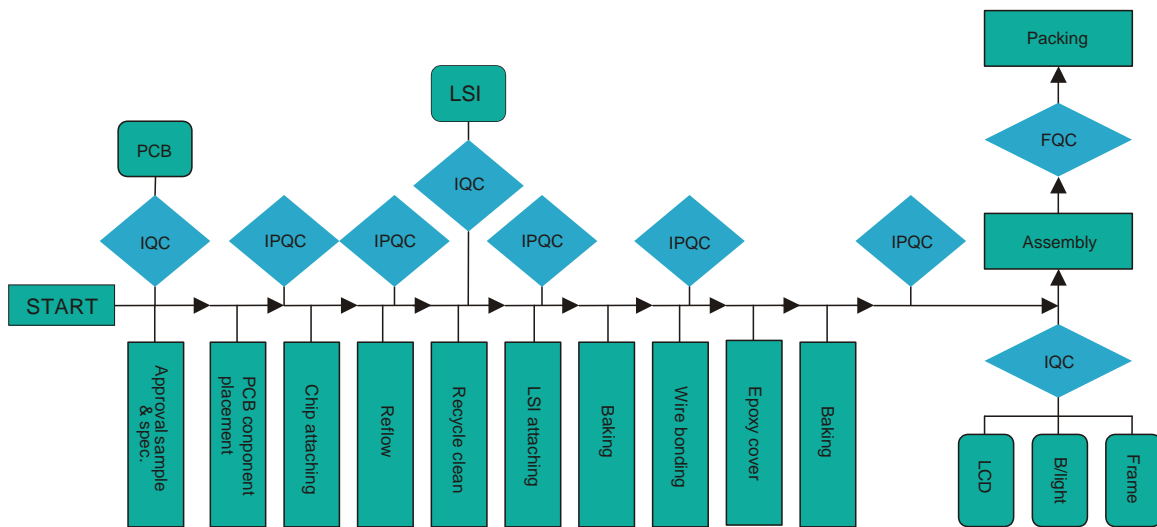 Packing
LSI
PCB
FQC
IQC
IQC
IPQC
IPQC
IPQC
IPQC
IPQC
Assembly
START
IQC
Approval sample
& spec.
PCB conponent
placement
Chip attaching
Reflow
Recycle clean
LSI attaching
Baking
Wire bonding
Epoxy cover
Baking
LCD
B/light
Frame